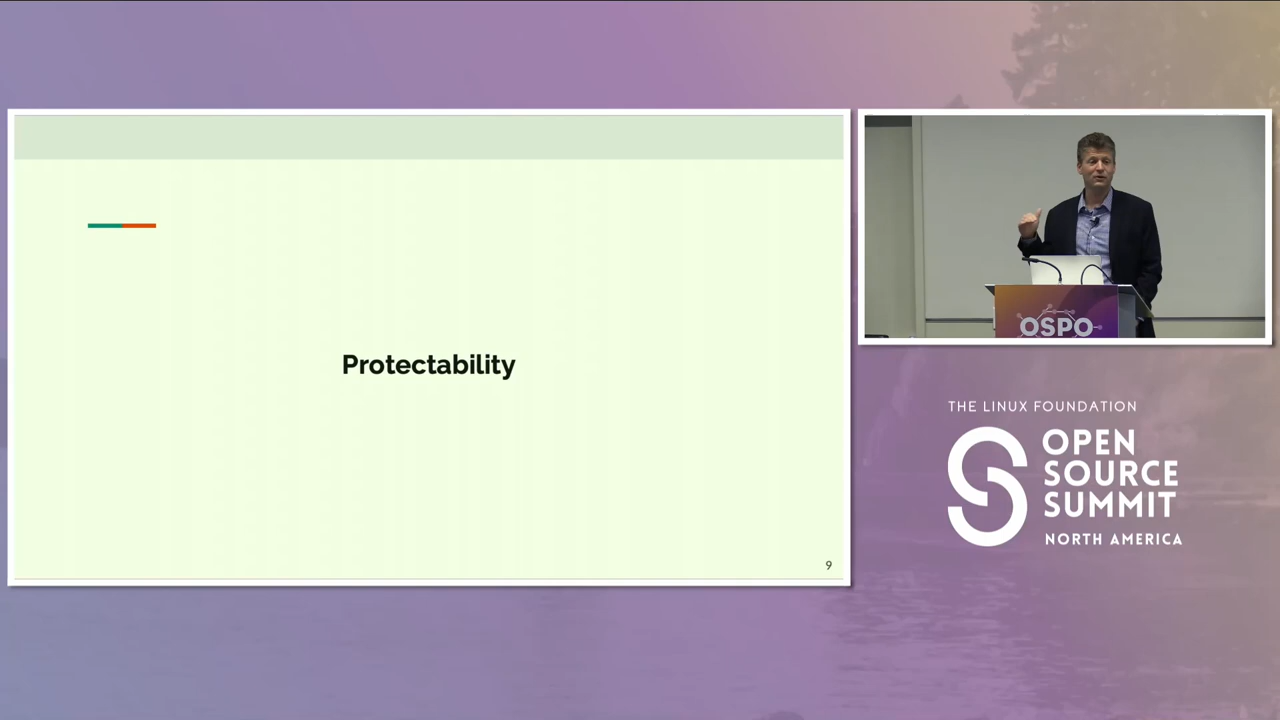 Protectability
9
OSPO
THE LINUX FOUNDATION
OPEN
SOURCE
SUMMIT
NORTH AMERICA